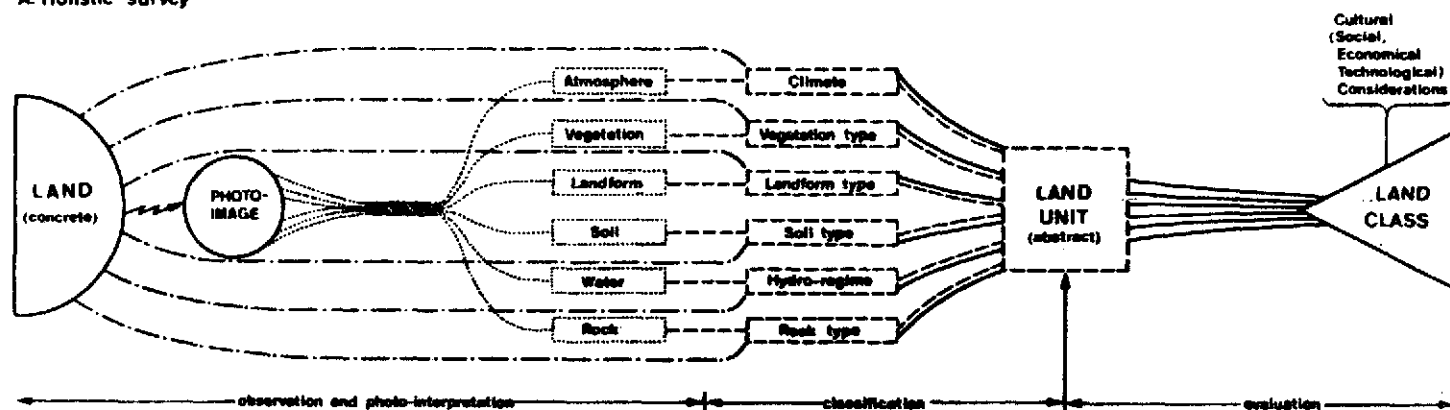 A. Holistic survey
Cultural
(Social,
Economical
Technological)
Considerations
Atmosphere
Climate
Vegetation
Vegetation type
LAND
(concrete)
PHOTO-
IMAGE
Landform
Landform type
LAND
UNIT
(abstract)
LAND
CLASS
Soil
Soil type
Water
Hydro-regime
Rock
Rock type
observation and photo-interpretation
classification
evaluation